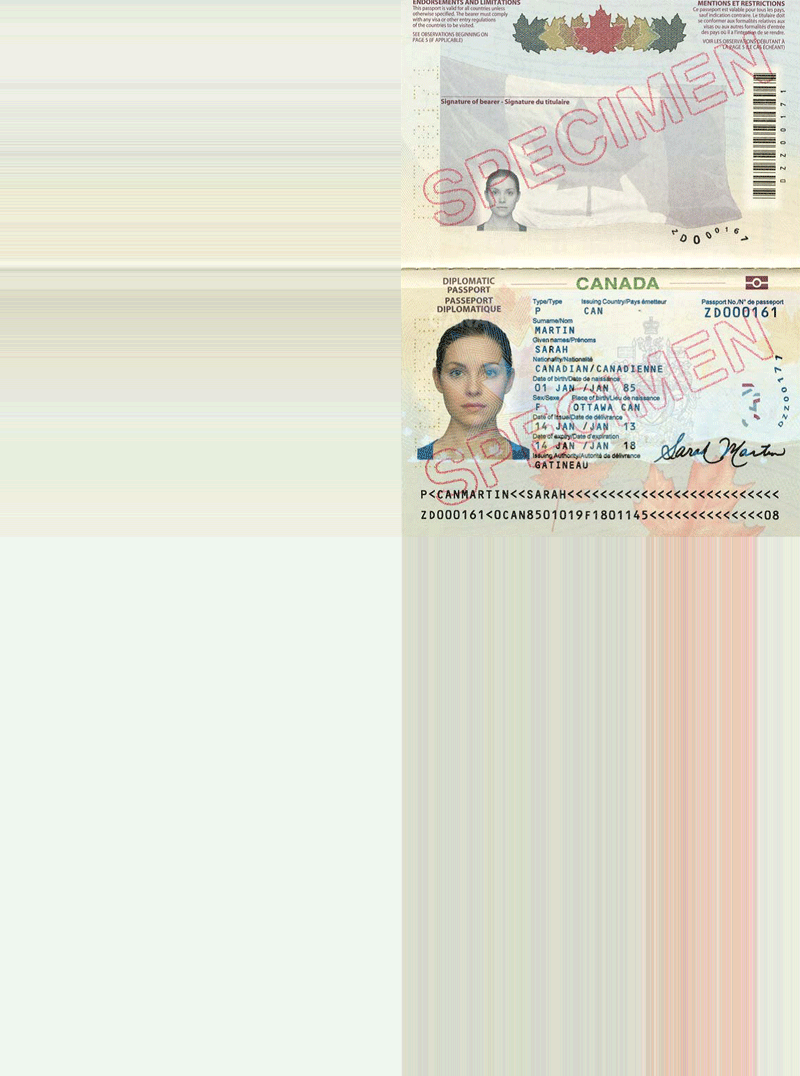 ENDORSEMENTS AND LIMITATIONS
This passport is valid for all countries unless
otherwise specified. The bearer must comply
with any visa or other entry regulations
of the countries to be visited.
SEE OBSERVATIONS BEGINNING ON
PAGE 5 (IF APPLICABLE)
MENTIONS ET RESTRICTIONS
Ce passeport est valide pour tous les pays,
sauf indication contraire. Le titulaire doit
se conformer aux formalités relatives aux
visas ou aux autres formalités d'entrée
des pays où il a l'intention de se rendre.
VOIR LES OBSERVATIONS DÉBUTANT À
LA PAGE 5 (LE CAS ÉCHÉANT)
SPECIMEN
Signature of bearer - Signature du titulaire
DZZ00171
ZD000161
DIPLOMATIC
PASSPORT
PASSEPORT
DIPLOMATIQUE
CANADA
Type/Type Issuing Country/Pays émetteur Passport No./N° de passeport
P CAN ZD000161
Surname/Nom
MARTIN
Given names/Prénoms
SARAH
Nationality/Nationalité
CANADIAN/CANADIENNE
Date of birth/Date de naissance
01 JAN /JAN 85
Sex/Sexe Place of birth/Lieu de naissance
F OTTAWA CAN
Date of issue/Date de délivrance
14 JAN /JAN 13
Date of expiry/Date d'expiration
14 JAN /JAN 18
Issuing Authority/Autorité de délivrance
GATINEAU
Sarah Martin
DZZ00171
SPECIMEN
P<CANMARTIN<<SARAH<<<<<<<<<<<<<<<<<<<<<<<<<<
ZD000161<0CAN8501019F1801145<<<<<<<<<<<<<<08